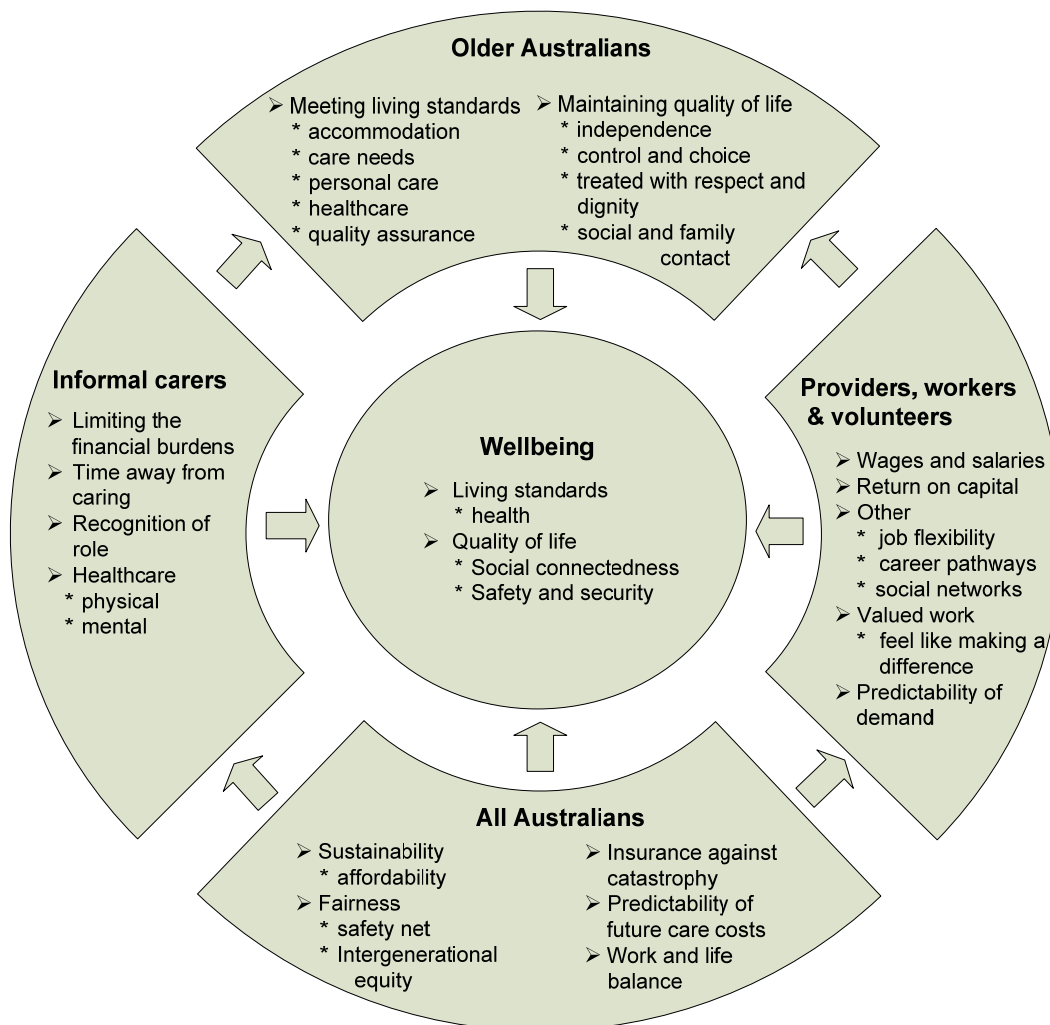 Older Australians
➢ Meeting living standards
* accommodation
* care needs
* personal care
* healthcare
* quality assurance
➢ Maintaining quality of life
* independence
* control and choice
* treated with respect and
dignity
* social and family
contact
Informal carers
➢ Limiting the
financial burdens
➢ Time away from
caring
➢ Recognition of
role
➢ Healthcare
* physical
* mental
Wellbeing
➢ Living standards
* health
➢ Quality of life
* Social connectedness
* Safety and security
Providers, workers
& volunteers
➢ Wages and salaries
➢ Return on capital
➢ Other
* job flexibility
* career pathways
* social networks
➢ Valued work
* feel like making a
difference
➢ Predictability of
demand
All Australians
➢ Sustainability
* affordability
➢ Fairness
* safety net
* Intergenerational
equity
➢ Insurance against
catastrophy
➢ Predictability of
future care costs
➢ Work and life
balance